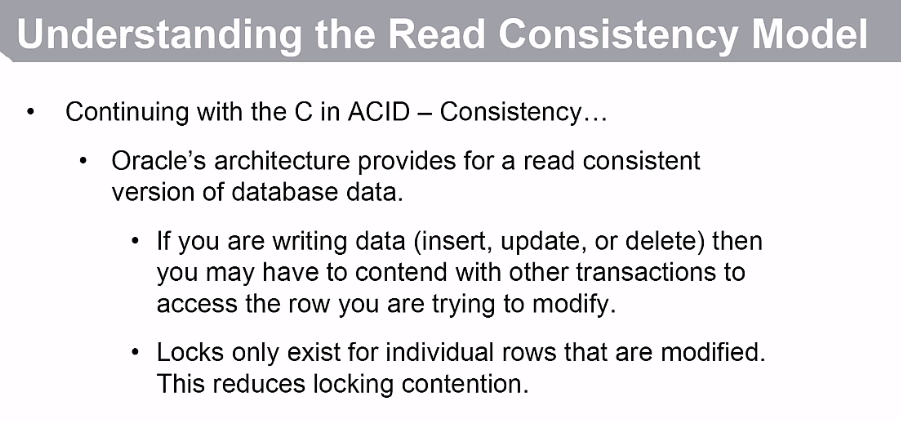 Understanding the Read Consistency Model
• Continuing with the C in ACID – Consistency…
• Oracle's architecture provides for a read consistent
version of database data.
• If you are writing data (insert, update, or delete) then
you may have to contend with other transactions to
access the row you are trying to modify.
• Locks only exist for individual rows that are modified.
This reduces locking contention.